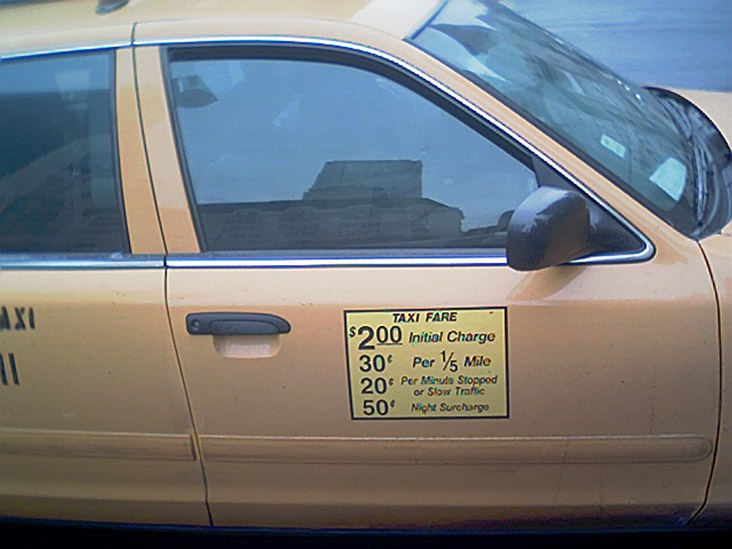 TAXI FARE
$2.00 Initial Charge
30¢ Per 1/5 Mile
20¢ Per Minute Stopped
or Slow Traffic
50¢ Night Surcharge
AXI